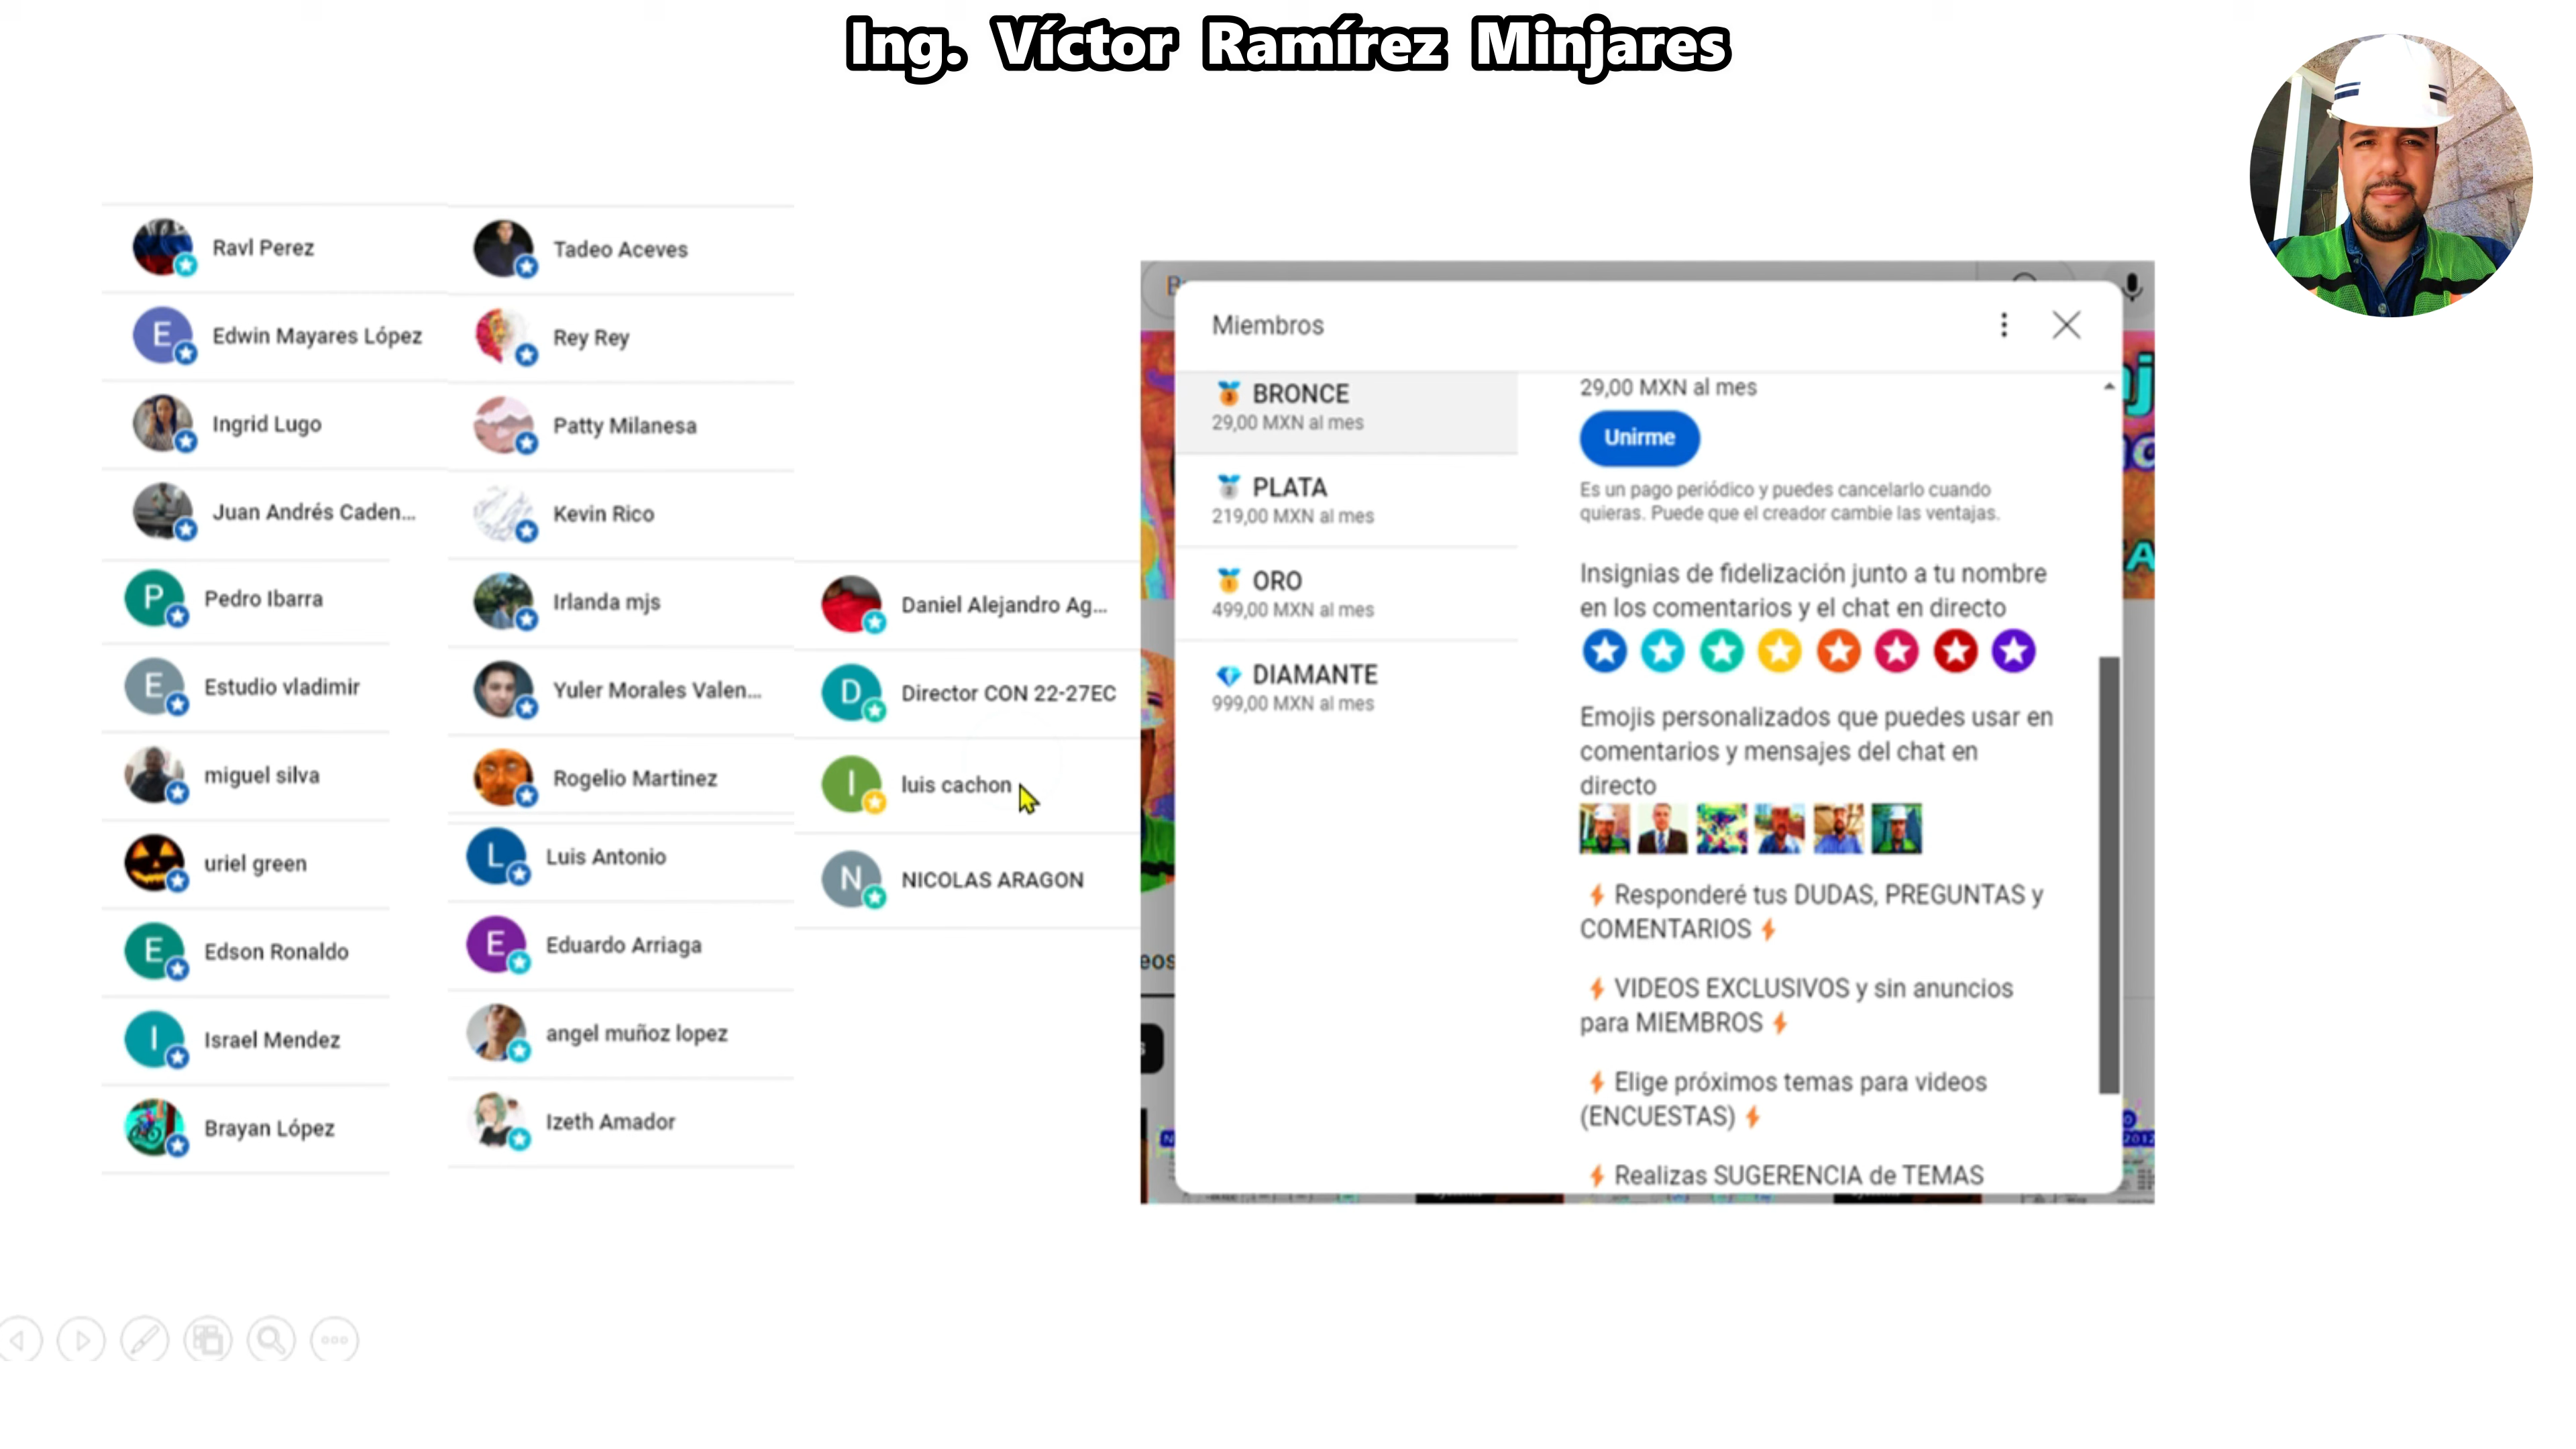 Ing. Víctor Ramírez Minjares
Ravl Perez
Edwin Mayares López
Ingrid Lugo
Juan Andrés Caden...
P Pedro Ibarra
E Estudio vladimir
miguel silva
uriel green
E Edson Ronaldo
I Israel Mendez
Brayan López
Tadeo Aceves
Rey Rey
Patty Milanesa
Kevin Rico
Irlanda mjs
Yuler Morales Valen...
Rogelio Martinez
L Luis Antonio
E Eduardo Arriaga
angel muñoz lopez
Izeth Amador
Daniel Alejandro Ag...
D Director CON 22-27EC
l luis cachon
N NICOLAS ARAGON
Miembros
BRONCE
29,00 MXN al mes
PLATA
219,00 MXN al mes
ORO
499,00 MXN al mes
DIAMANTE
999,00 MXN al mes
29,00 MXN al mes
Unirme
Es un pago periódico y puedes cancelarlo cuando
quieras. Puede que el creador cambie las ventajas.
Insignias de fidelización junto a tu nombre
en los comentarios y el chat en directo
Emojis personalizados que puedes usar en
comentarios y mensajes del chat en
directo
⚡ Responderé tus DUDAS, PREGUNTAS y
COMENTARIOS ⚡
⚡ VIDEOS EXCLUSIVOS y sin anuncios
para MIEMBROS ⚡
⚡ Elige próximos temas para videos
(ENCUESTAS) ⚡
⚡ Realizas SUGERENCIA de TEMAS
eos
2012